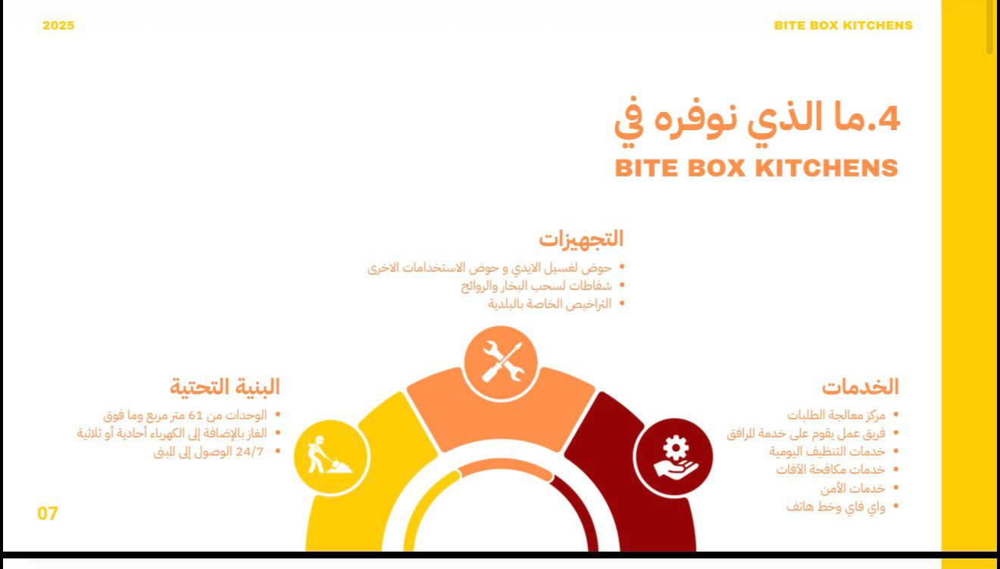 BITE BOX KITCHENS
2025
4.ما الذي نوفره في
BITE BOX KITCHENS
التجهيزات
• حوض لغسيل الايدي و حوض الاستخدامات الاخرى
• شفاطات لسحب البخار والروائح
• التراخيص الخاصة بالبلدية
الخدمات
• مركز معالجة الطلبات
• فريق عمل يقوم على خدمة المرافق
• خدمات التنظيف اليومية
• خدمات مكافحة الآفات
• خدمات الأمن
• واي فاي وخط هاتف
البنية التحتية
• الوحدات من 61 متر مربع وما فوق
• الغاز بالإضافة إلى الكهرباء أحادية أو ثلاثية
• 24/7 الوصول إلى المبنى
07